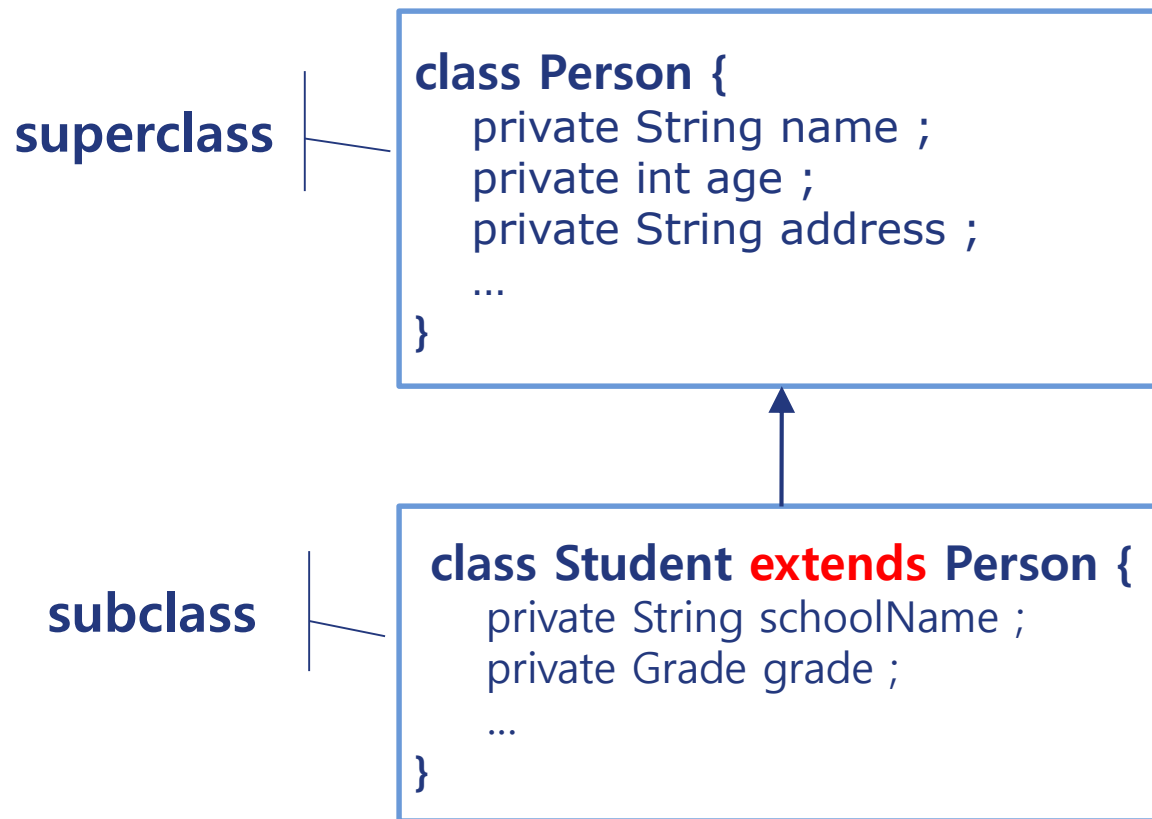 superclass
class Person {
private String name ;
private int age ;
private String address ;
…
}
subclass
class Student extends Person {
private String schoolName ;
private Grade grade ;
…
}